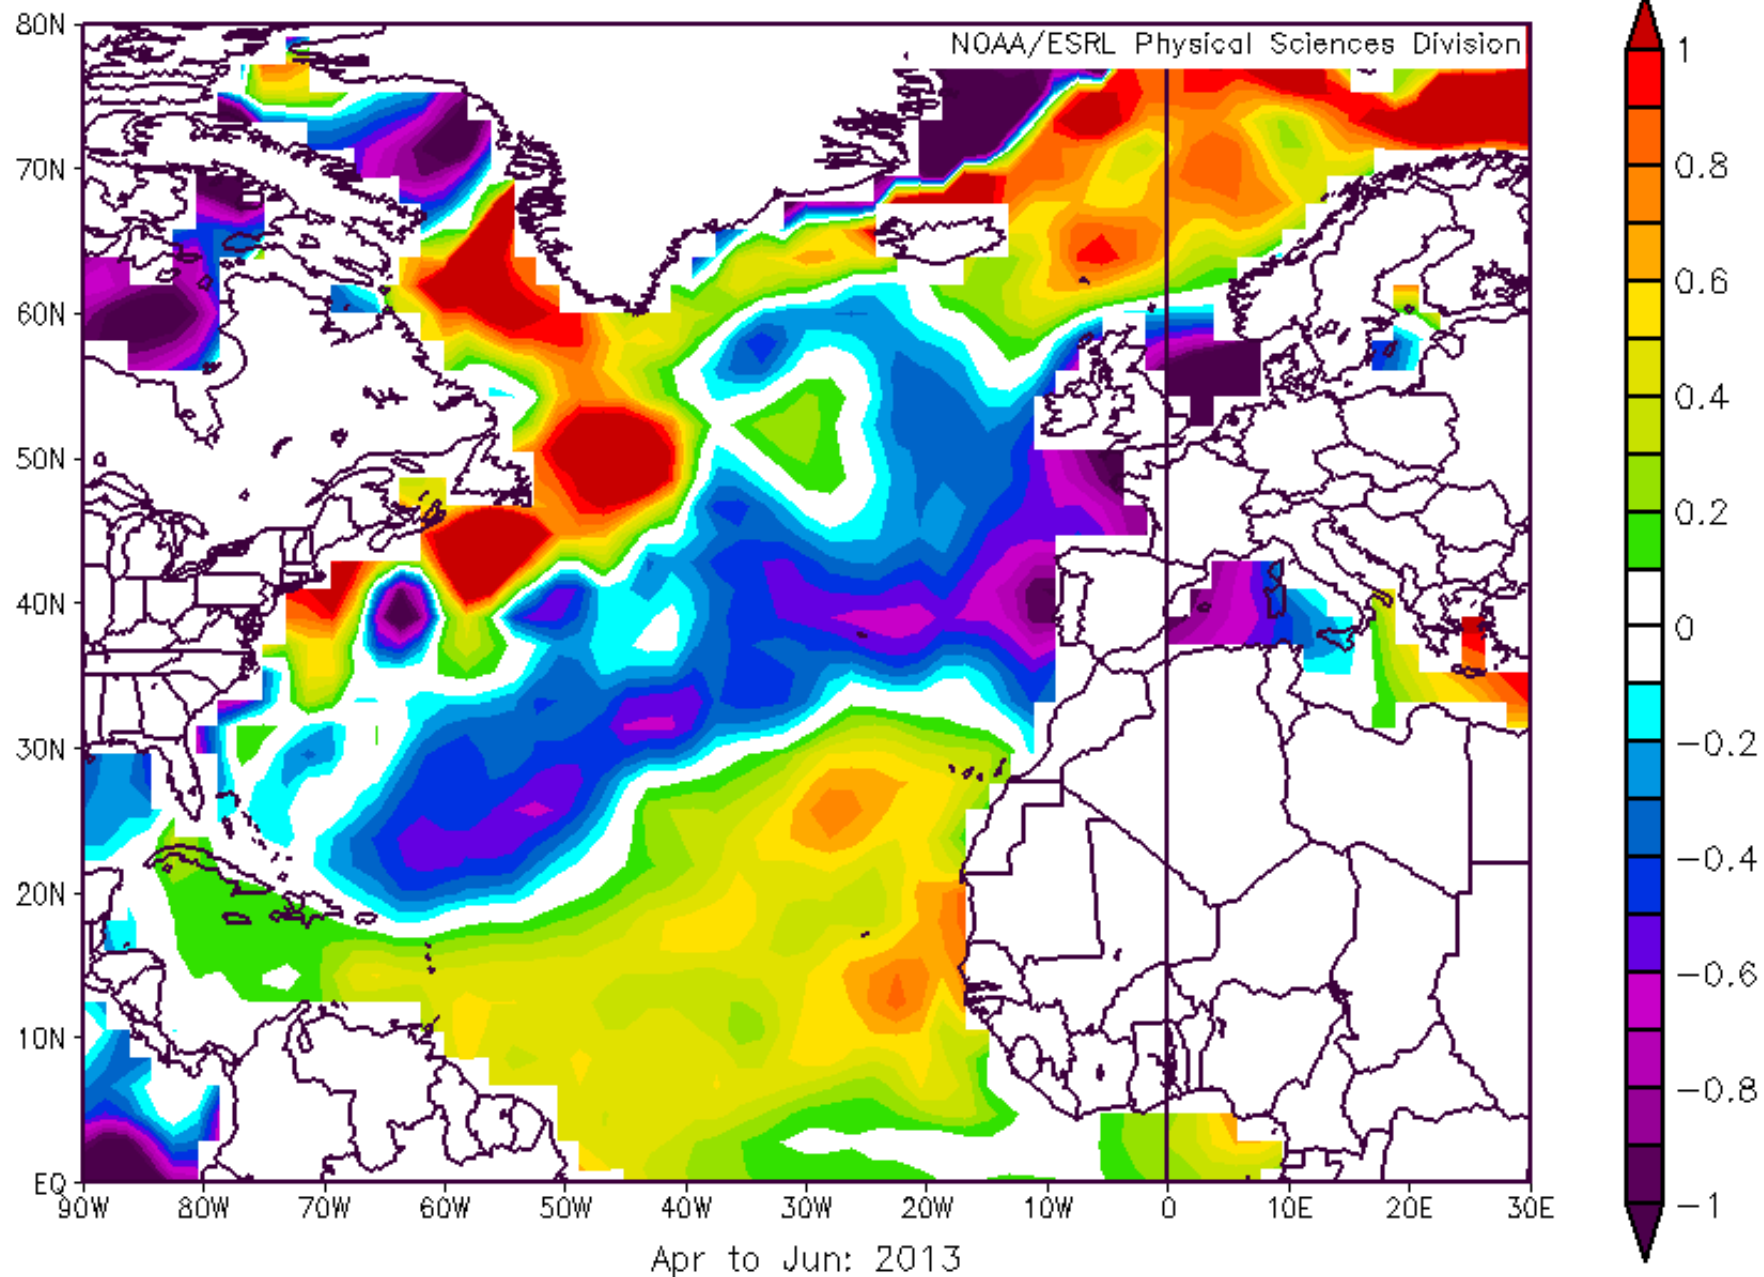 NOAA/ESRL Physical Sciences Division
80N
70N
60N
50N
40N
30N
20N
10N
EQ
90W 80W 70W 60W 50W 40W 30W 20W 10W 0 10E 20E 30E
Apr to Jun: 2013
1
0.8
0.6
0.4
0.2
0
−0.2
−0.4
−0.6
−0.8
−1